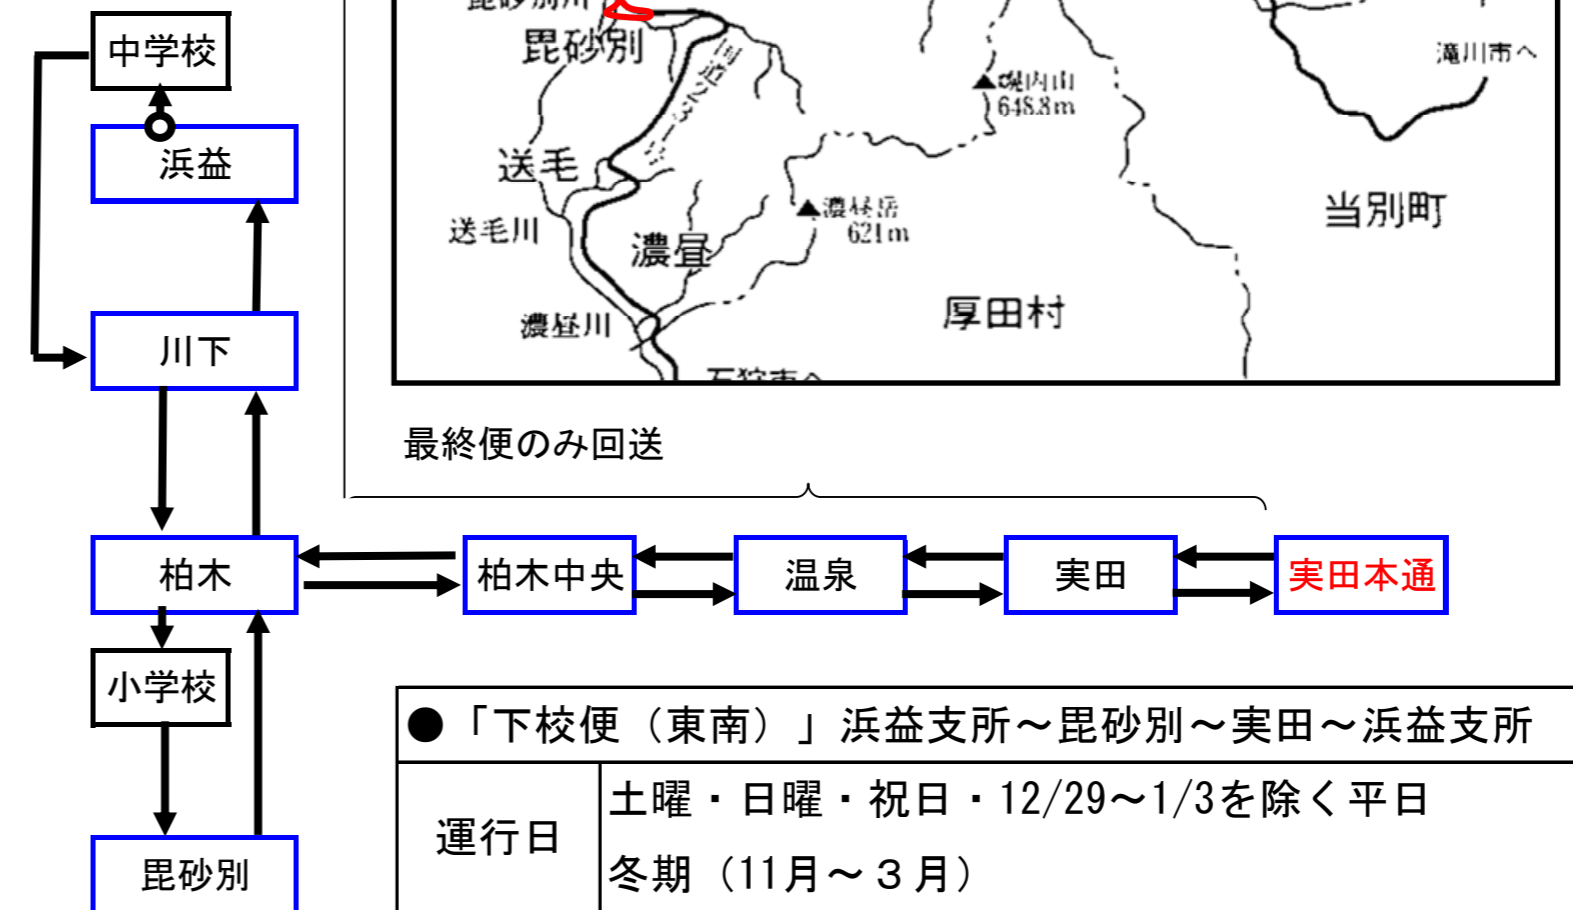 中学校
浜益
川下
柏木
小学校
毘砂別
毘砂別
送毛
送毛川
濃昼
濃昼川
濃昼岳
621m
幌内山
648.8m
滝川市へ
当別町
厚田村
最終便のみ回送
柏木中央
温泉
実田
実田本通
●「下校便（東南）」浜益支所～毘砂別～実田～浜益支所
運行日
土曜・日曜・祝日・12/29～1/3を除く平日
冬期（11月～３月）